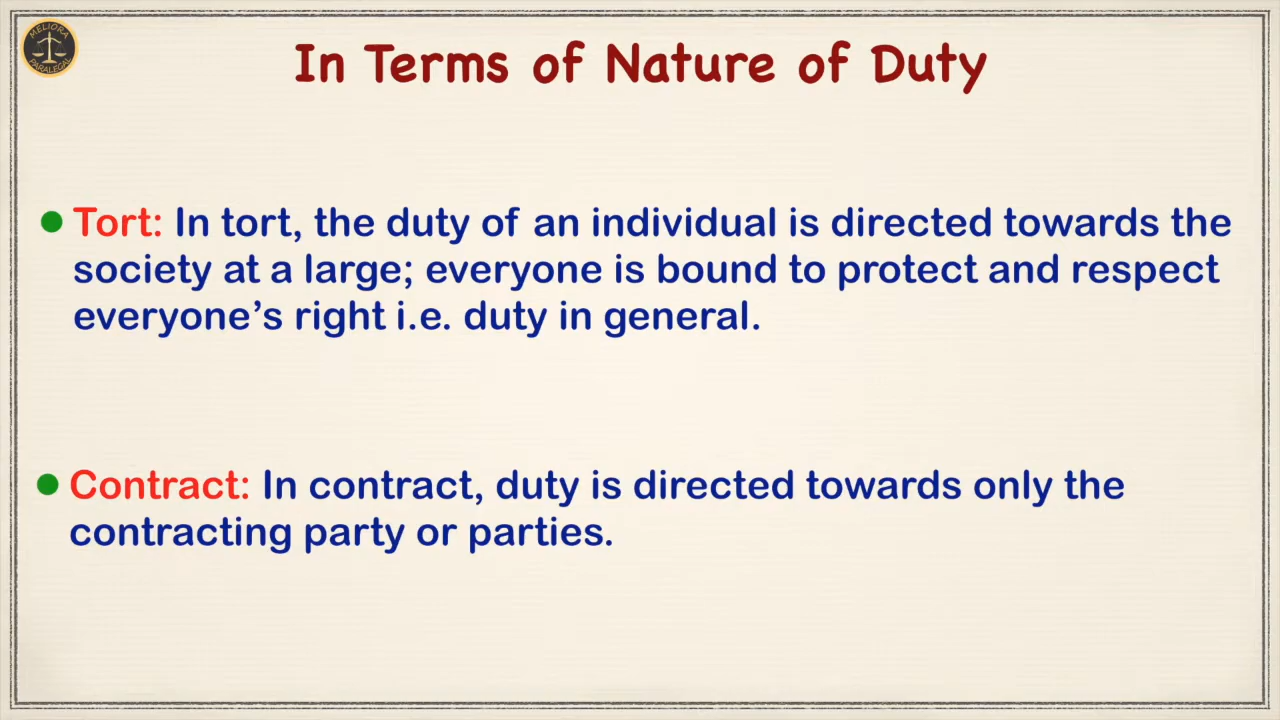 MELIORA
PARALEGAL
In Terms of Nature of Duty
Tort: In tort, the duty of an individual is directed towards the
society at a large; everyone is bound to protect and respect
everyone’s right i.e. duty in general.
Contract: In contract, duty is directed towards only the
contracting party or parties.